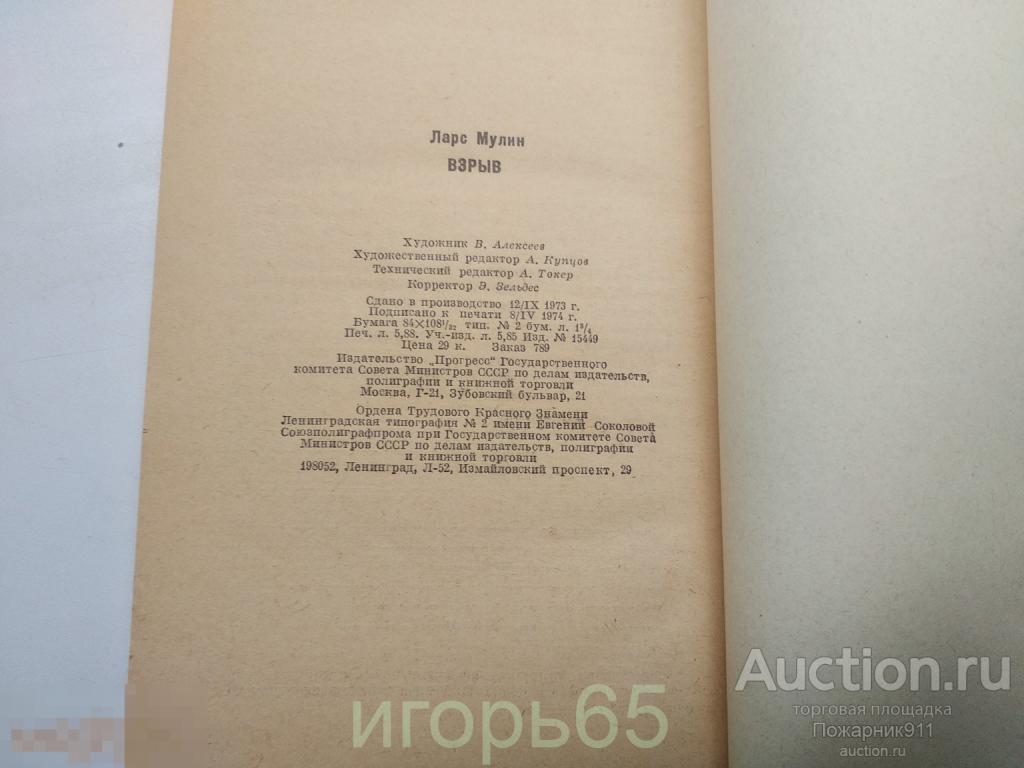 Ларс Мулин
ВЗРЫВ
Художник В. Алексеев
Художественный редактор А. Купцов
Технический редактор А. Токер
Корректор Э. Зельдес
Сдано в производство 12/IX 1973 г.
Подписано к печати 8/IV 1974 г.
Бумага 84×108¹/₃₂ тип. № 2 бум. л. 1³/₄
Печ. л. 5,88. Уч.-изд. л. 5,85 Изд. № 15449
Цена 29 к. Заказ 789
Издательство „Прогресс" Государственного
комитета Совета Министров СССР по делам издательств,
полиграфии и книжной торговли
Москва, Г-21, Зубовский бульвар, 21
Ордена Трудового Красного Знамени
Ленинградская типография № 2 имени Евгении Соколовой
Союзполиграфпрома при Государственном комитете Совета
Министров СССР по делам издательств, полиграфии
и книжной торговли
198052, Ленинград, Л-52, Измайловский проспект, 29
игорь65
Auction.ru
торговая площадка
Пожарник911
auction.ru